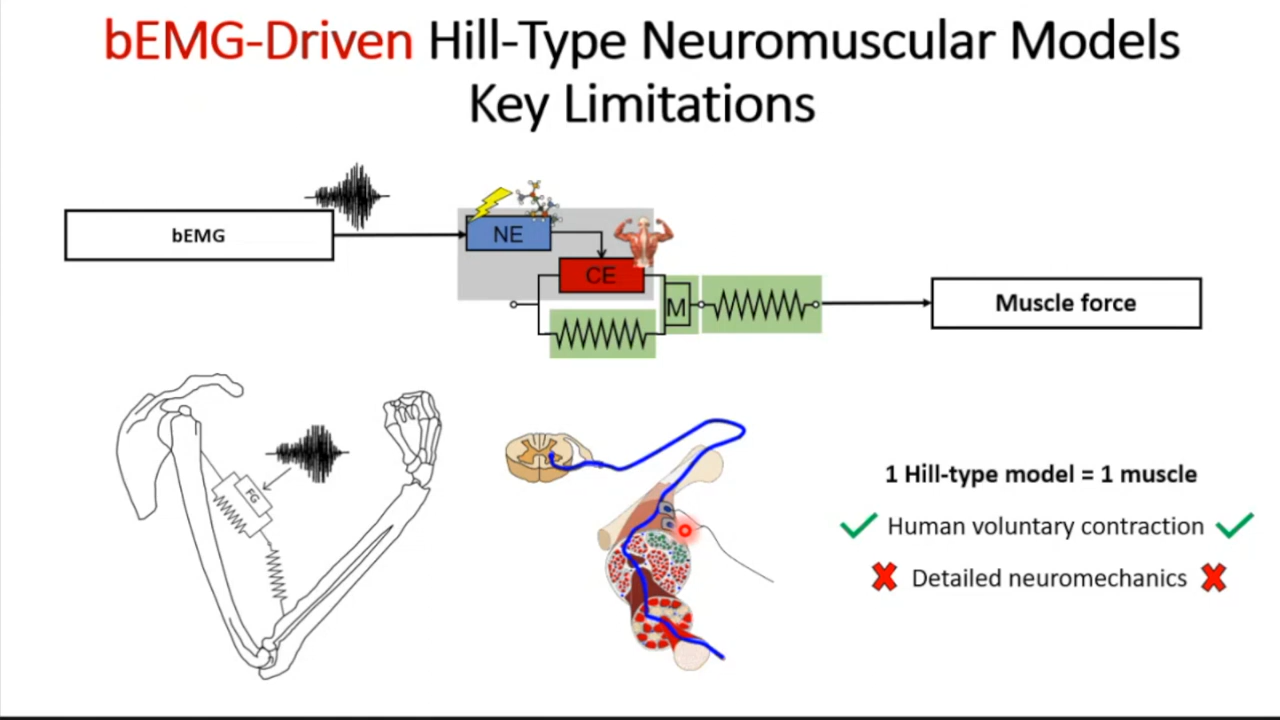 bEMG-Driven Hill-Type Neuromuscular Models
Key Limitations
bEMG
NE
CE
M
Muscle force
FG
1 Hill-type model = 1 muscle
Human voluntary contraction
Detailed neuromechanics